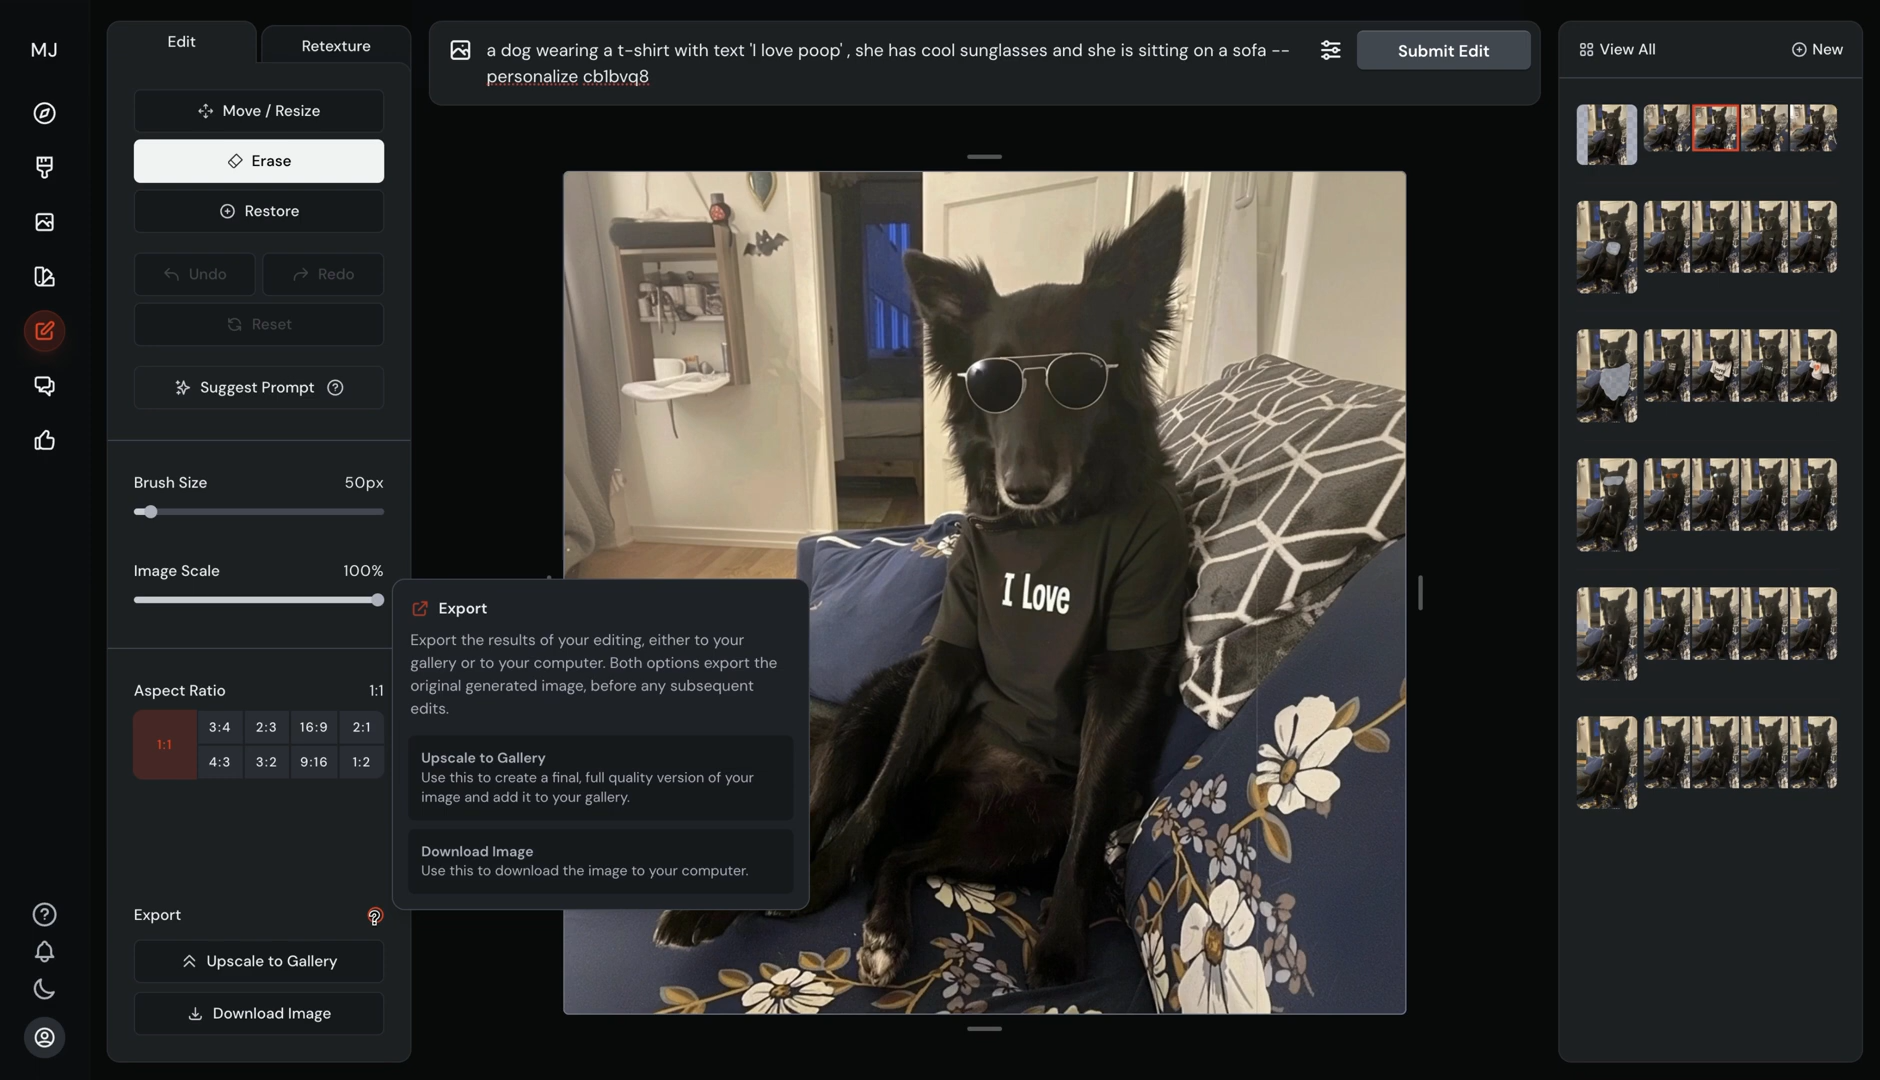 MJ
Edit
Retexture
Move / Resize
Erase
Restore
Undo
Redo
Reset
Suggest Prompt
Brush Size
50px
Image Scale
100%
Aspect Ratio
1:1
1:1
3:4
2:3
16:9
2:1
4:3
3:2
9:16
1:2
Export
Upscale to Gallery
Download Image
a dog wearing a t-shirt with text 'I love poop' , she has cool sunglasses and she is sitting on a sofa --
personalize cb1bvq8
Submit Edit
I Love
Export
Export the results of your editing, either to your
gallery or to your computer. Both options export the
original generated image, before any subsequent
edits.
Upscale to Gallery
Use this to create a final, full quality version of your
image and add it to your gallery.
Download Image
Use this to download the image to your computer.
View All
New